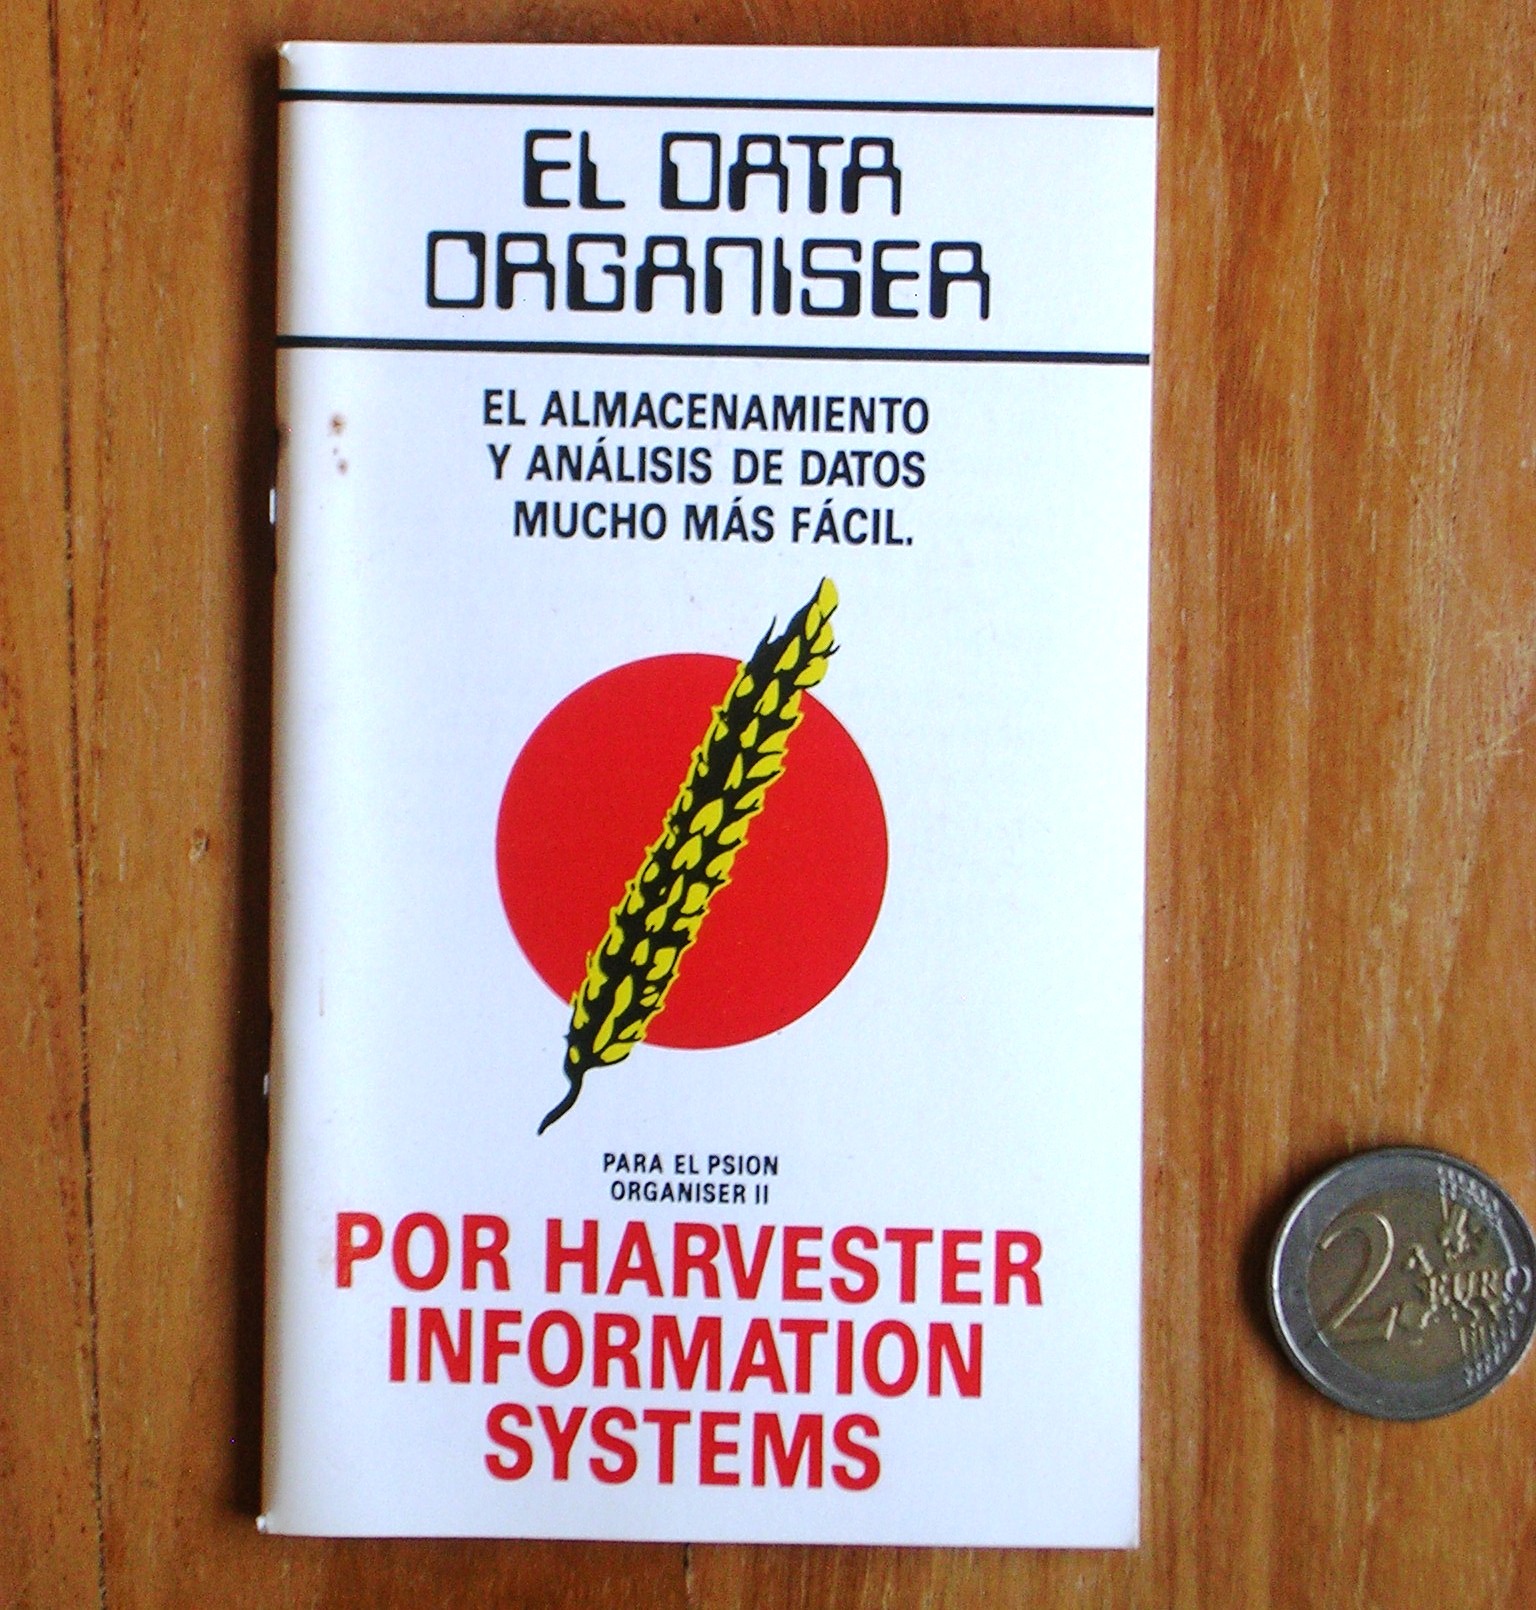 EL DATA
ORGANISER
EL ALMACENAMIENTO
Y ANÁLISIS DE DATOS
MUCHO MÁS FÁCIL.
PARA EL PSION
ORGANISER II
POR HARVESTER
INFORMATION
SYSTEMS
2 EURO